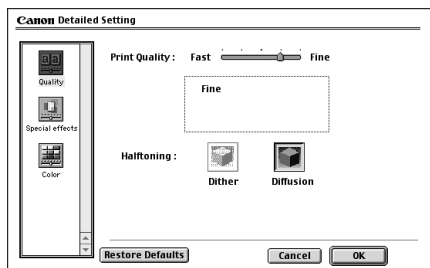 Canon Detailed Setting
Quality
Special effects
Color
Print Quality : Fast Fine
Fine
Halftoning :
Dither Diffusion
Restore Defaults Cancel OK